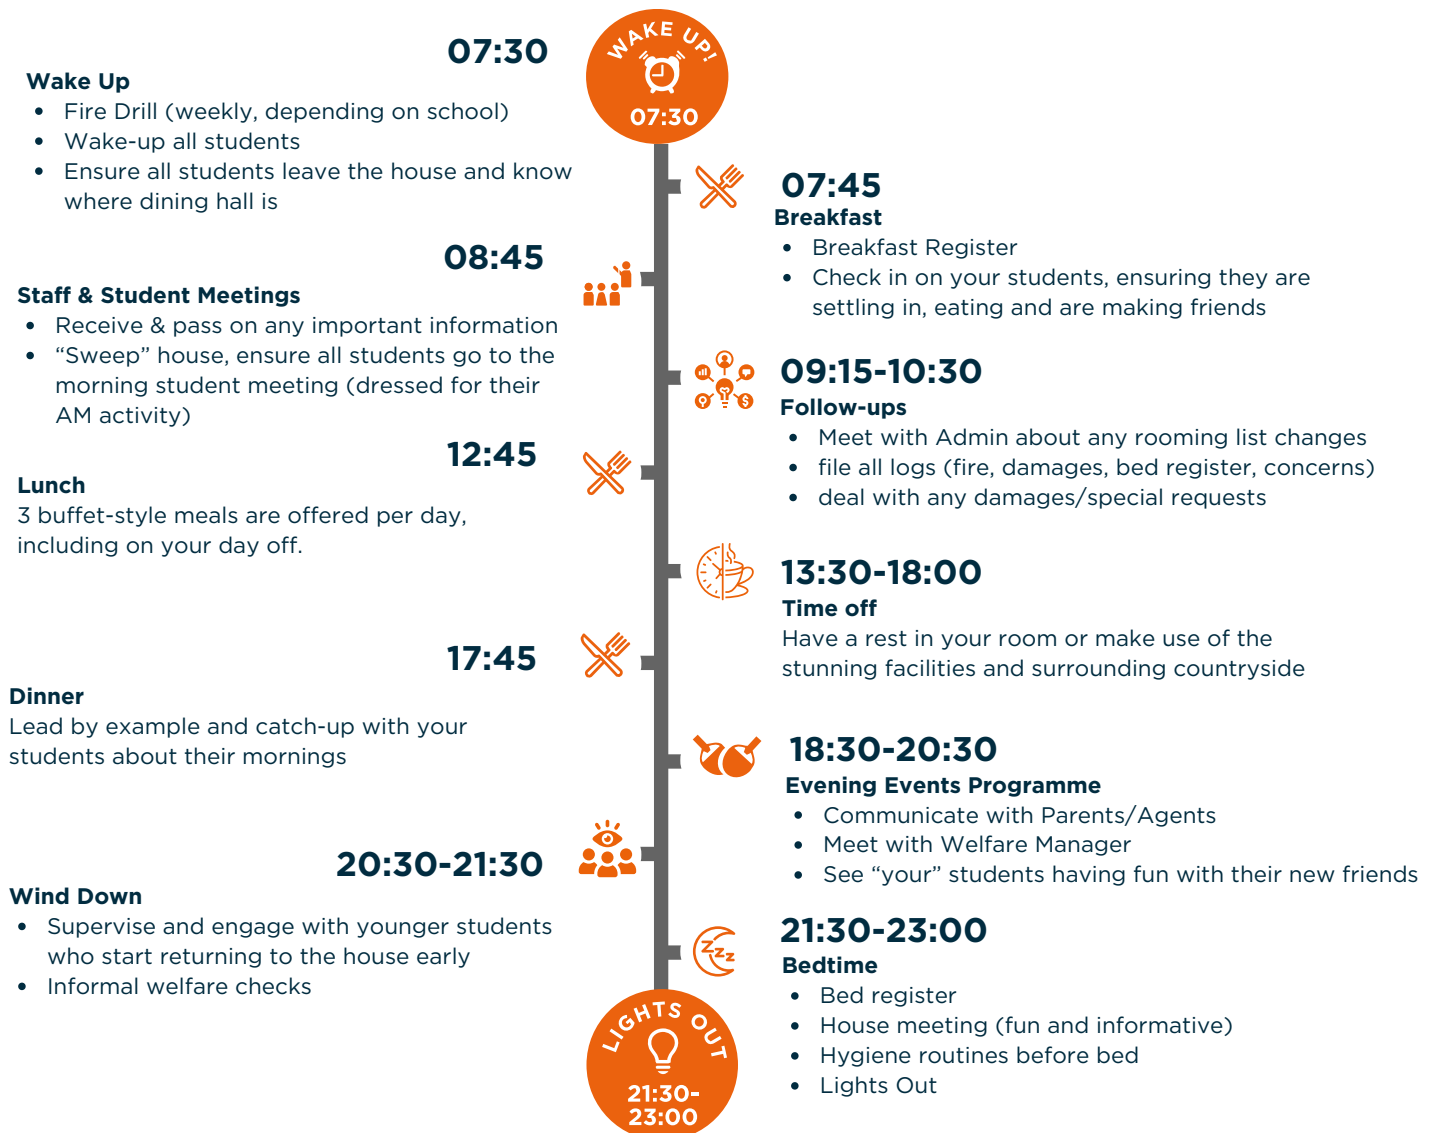 WAKE UP!
07:30
07:30
Wake Up
• Fire Drill (weekly, depending on school)
• Wake-up all students
• Ensure all students leave the house and know
where dining hall is
07:45
Breakfast
• Breakfast Register
• Check in on your students, ensuring they are
settling in, eating and are making friends
08:45
Staff & Student Meetings
• Receive & pass on any important information
• “Sweep” house, ensure all students go to the
morning student meeting (dressed for their
AM activity)
09:15-10:30
Follow-ups
• Meet with Admin about any rooming list changes
• file all logs (fire, damages, bed register, concerns)
• deal with any damages/special requests
12:45
Lunch
3 buffet-style meals are offered per day,
including on your day off.
13:30-18:00
Time off
Have a rest in your room or make use of the
stunning facilities and surrounding countryside
17:45
Dinner
Lead by example and catch-up with your
students about their mornings
18:30-20:30
Evening Events Programme
• Communicate with Parents/Agents
• Meet with Welfare Manager
• See “your” students having fun with their new friends
20:30-21:30
Wind Down
• Supervise and engage with younger students
who start returning to the house early
• Informal welfare checks
zzz
21:30-23:00
Bedtime
• Bed register
• House meeting (fun and informative)
• Hygiene routines before bed
• Lights Out
LIGHTS OUT
21:30-
23:00